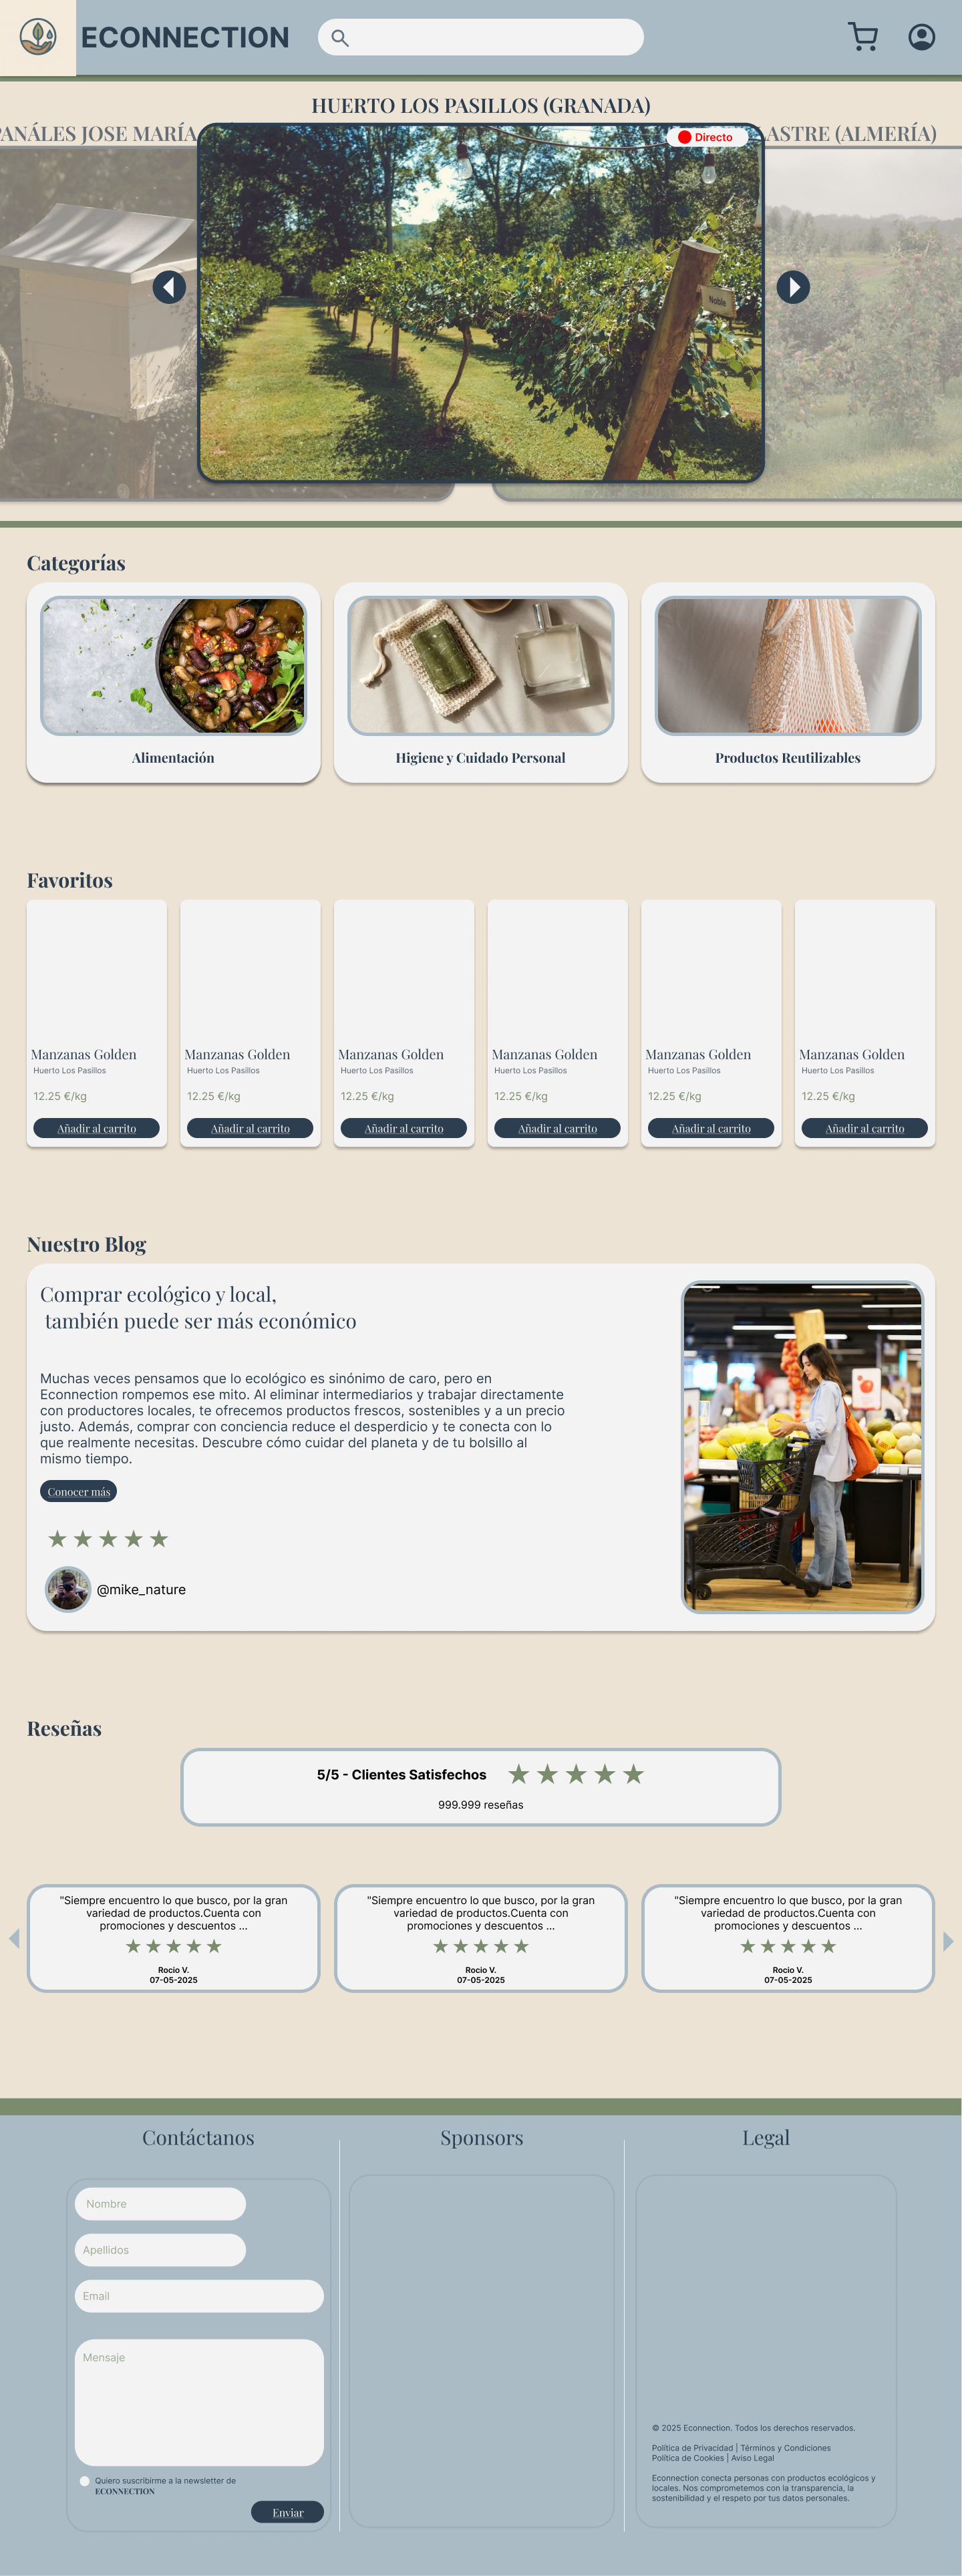 ECONNECTION
HUERTO LOS PASILLOS (GRANADA)
PANÁLES JOSE MARÍA
LASTRE (ALMERÍA)
Directo
Noble
Categorías
Alimentación
Higiene y Cuidado Personal
Productos Reutilizables
Favoritos
Manzanas Golden
Huerto Los Pasillos
12.25 €/kg
Añadir al carrito
Manzanas Golden
Huerto Los Pasillos
12.25 €/kg
Añadir al carrito
Manzanas Golden
Huerto Los Pasillos
12.25 €/kg
Añadir al carrito
Manzanas Golden
Huerto Los Pasillos
12.25 €/kg
Añadir al carrito
Manzanas Golden
Huerto Los Pasillos
12.25 €/kg
Añadir al carrito
Manzanas Golden
Huerto Los Pasillos
12.25 €/kg
Añadir al carrito
Nuestro Blog
Comprar ecológico y local,
también puede ser más económico
Muchas veces pensamos que lo ecológico es sinónimo de caro, pero en
Econnection rompemos ese mito. Al eliminar intermediarios y trabajar directamente
con productores locales, te ofrecemos productos frescos, sostenibles y a un precio
justo. Además, comprar con conciencia reduce el desperdicio y te conecta con lo
que realmente necesitas. Descubre cómo cuidar del planeta y de tu bolsillo al
mismo tiempo.
Conocer más
@mike_nature
Reseñas
5/5 - Clientes Satisfechos
999.999 reseñas
"Siempre encuentro lo que busco, por la gran
variedad de productos.Cuenta con
promociones y descuentos ...
Rocio V.
07-05-2025
"Siempre encuentro lo que busco, por la gran
variedad de productos.Cuenta con
promociones y descuentos ...
Rocio V.
07-05-2025
"Siempre encuentro lo que busco, por la gran
variedad de productos.Cuenta con
promociones y descuentos ...
Rocio V.
07-05-2025
Contáctanos
Nombre
Apellidos
Email
Mensaje
Quiero suscribirme a la newsletter de
ECONNECTION
Enviar
Sponsors
Legal
© 2025 Econnection. Todos los derechos reservados.
Política de Privacidad | Términos y Condiciones
Política de Cookies | Aviso Legal
Econnection conecta personas con productos ecológicos y
locales. Nos comprometemos con la transparencia, la
sostenibilidad y el respeto por tus datos personales.